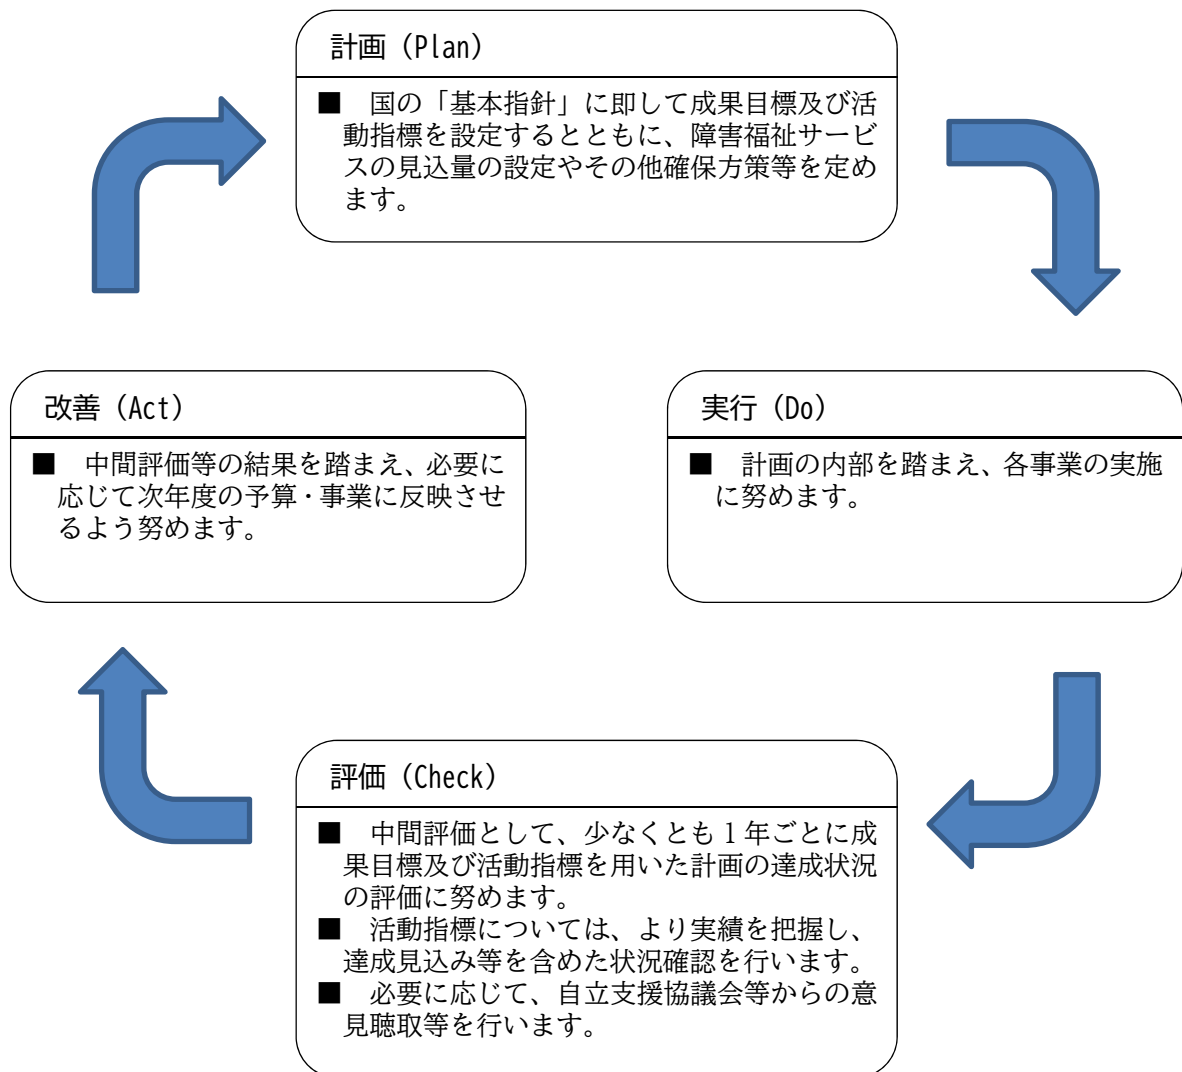 計画（Plan）
■　国の「基本指針」に即して成果目標及び活
動指標を設定するとともに、障害福祉サービ
スの見込量の設定やその他確保方策等を定め
ます。
改善（Act）
■　中間評価等の結果を踏まえ、必要に
応じて次年度の予算・事業に反映させ
るよう努めます。
実行（Do）
■　計画の内部を踏まえ、各事業の実施
に努めます。
評価（Check）
■　中間評価として、少なくとも１年ごとに成
果目標及び活動指標を用いた計画の達成状況
の評価に努めます。
■　活動指標については、より実績を把握し、
達成見込み等を含めた状況確認を行います。
■　必要に応じて、自立支援協議会等からの意
見聴取等を行います。